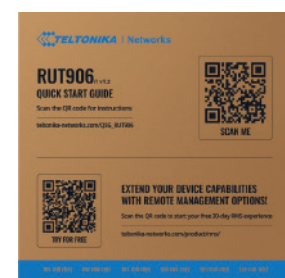 TELTONIKA | Networks
RUT906
QUICK START GUIDE
Scan the QR code for instructions
teltonika-networks.com/QSG_RUT906
SCAN ME
EXTEND YOUR DEVICE CAPABILITIES
WITH REMOTE MANAGEMENT OPTIONS!
Scan the QR code to start your free 30-day RMS experience
teltonika-networks.com/product/rms/
TRY FOR FREE